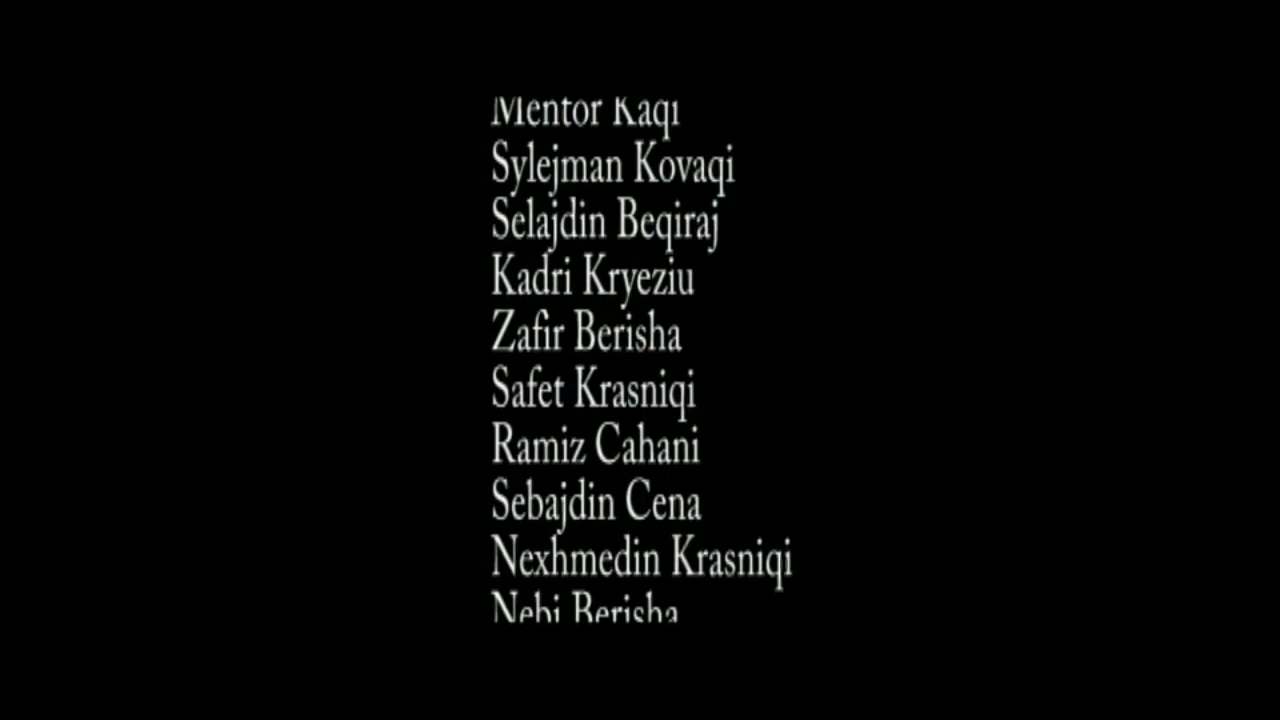 Mentor Kaqi
Sylejman Kovaqi
Selajdin Beqiraj
Kadri Kryeziu
Zafir Berisha
Safet Krasniqi
Ramiz Cahani
Sebajdin Cena
Nexhmedin Krasniqi
Nebi Berisha